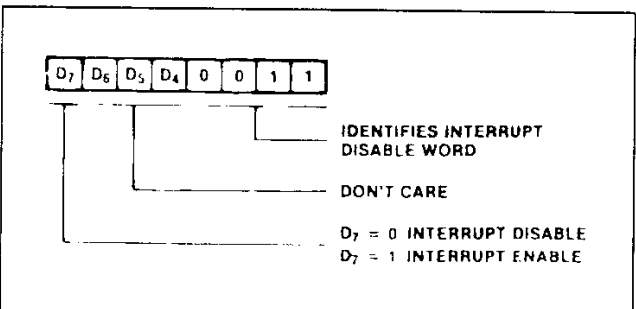 D7 D6 D5 D4 0 0 1 1
IDENTIFIES INTERRUPT
DISABLE WORD
DON'T CARE
D7 = 0 INTERRUPT DISABLE
D7 = 1 INTERRUPT ENABLE